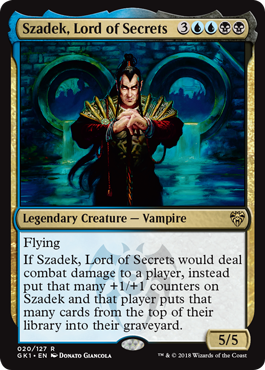 Szadek, Lord of Secrets 3
Legendary Creature — Vampire
Flying
If Szadek, Lord of Secrets would deal
combat damage to a player, instead
put that many +1/+1 counters on
Szadek and that player puts that
many cards from the top of their
library into their graveyard.
5/5
020/127 R
GK1 • EN DONATO GIANCOLA
™ & © 2018 Wizards of the Coast